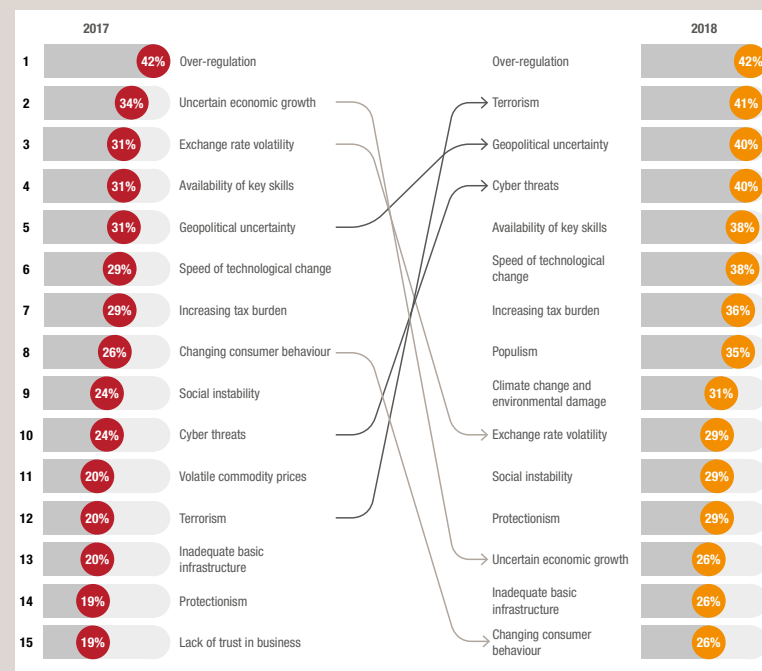 2017 2018
1 42% Over-regulation Over-regulation 42%
2 34% Uncertain economic growth Terrorism 41%
3 31% Exchange rate volatility Geopolitical uncertainty 40%
4 31% Availability of key skills Cyber threats 40%
5 31% Geopolitical uncertainty Availability of key skills 38%
6 29% Speed of technological change Speed of technological
change 38%
7 29% Increasing tax burden Increasing tax burden 36%
8 26% Changing consumer behaviour Populism 35%
9 24% Social instability Climate change and
environmental damage 31%
10 24% Cyber threats Exchange rate volatility 29%
11 20% Volatile commodity prices Social instability 29%
12 20% Terrorism Protectionism 29%
13 20% Inadequate basic
infrastructure Uncertain economic growth 26%
14 19% Protectionism Inadequate basic
infrastructure 26%
15 19% Lack of trust in business Changing consumer
behaviour 26%